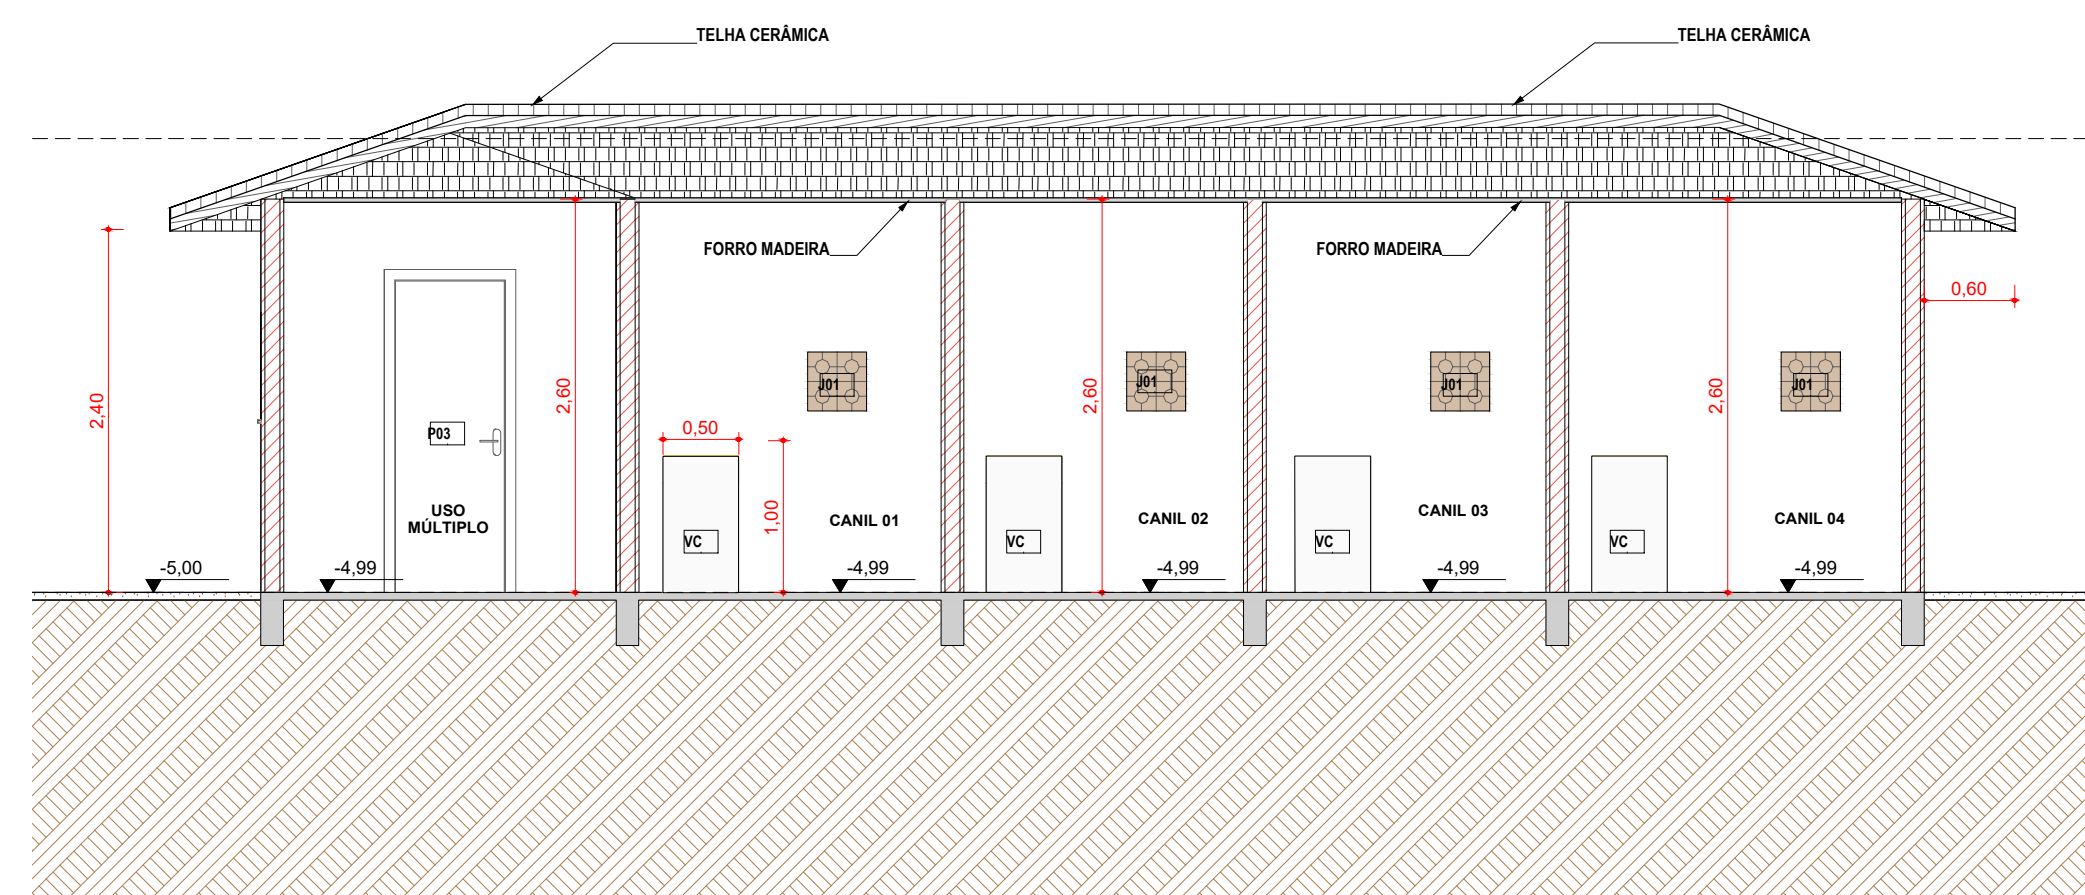 TELHA CERÂMICA
TELHA CERÂMICA
FORRO MADEIRA
FORRO MADEIRA
0,60
2,40
2,60
2,60
2,60
J01
J01
J01
J01
P03
0,50
1,00
USO
MÚLTIPLO
CANIL 01
CANIL 02
CANIL 03
CANIL 04
VC
VC
VC
VC
-5,00
-4,99
-4,99
-4,99
-4,99
-4,99